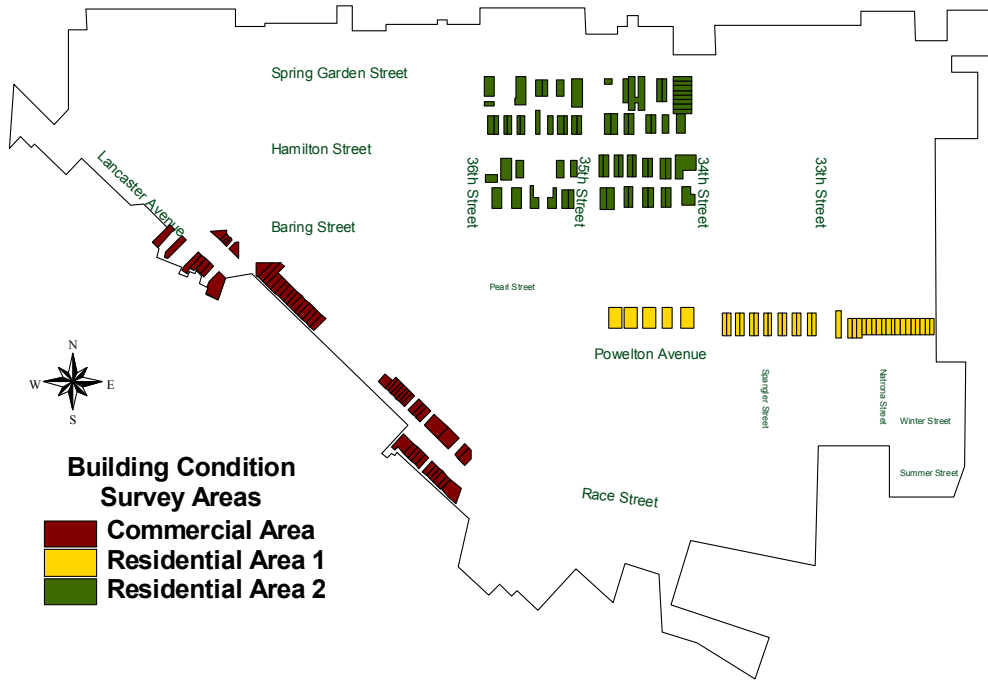 Spring Garden Street
Hamilton Street
36th Street
35th Street
34th Street
33th Street
Lancaster Avenue
Baring Street
Pearl Street
Powelton Avenue
N
W
E
S
Spangler Street
Natrona Street
Winter Street
Summer Street
Race Street
Building Condition
Survey Areas
Commercial Area
Residential Area 1
Residential Area 2